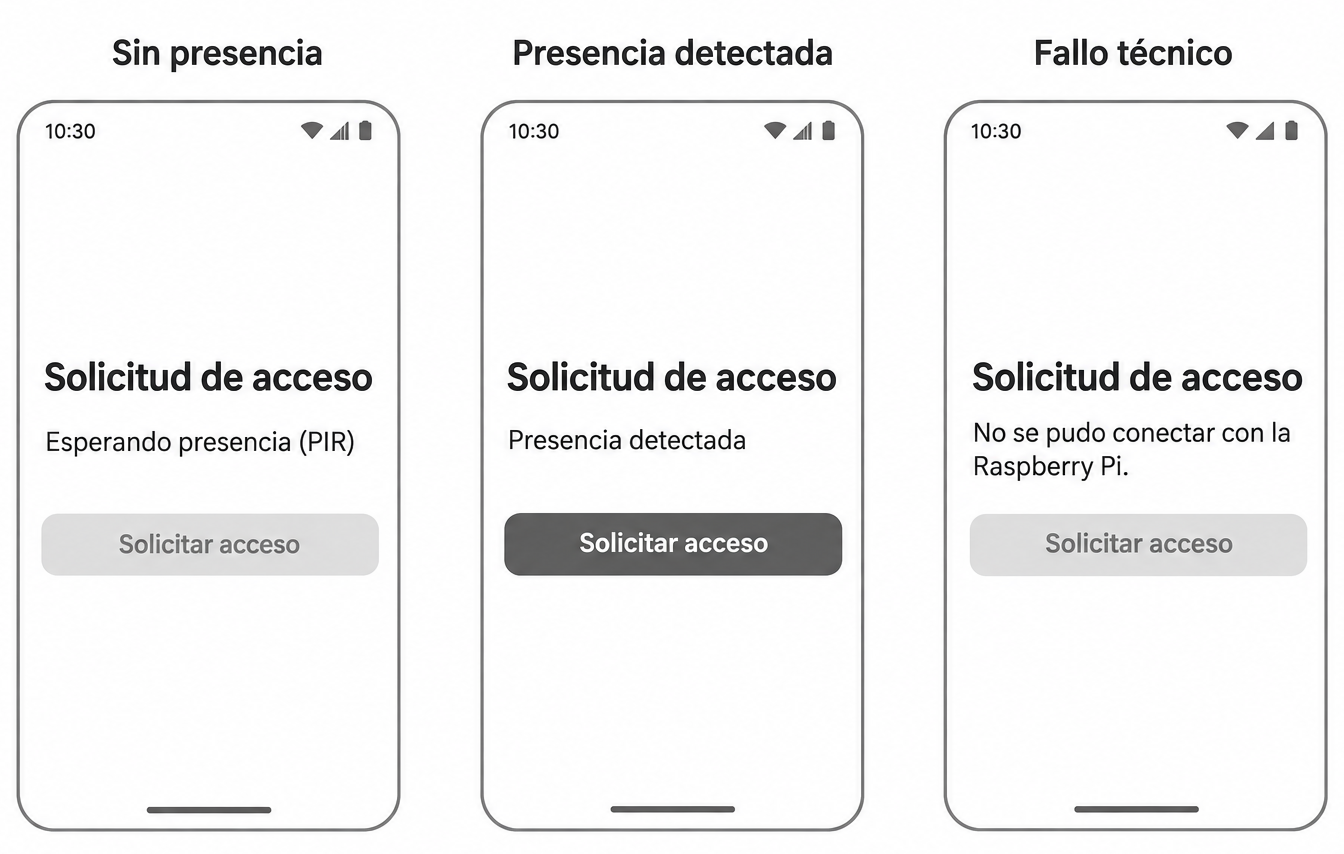 Sin presencia
10:30
Solicitud de acceso
Esperando presencia (PIR)
Solicitar acceso
Presencia detectada
10:30
Solicitud de acceso
Presencia detectada
Solicitar acceso
Fallo técnico
10:30
Solicitud de acceso
No se pudo conectar con la
Raspberry Pi.
Solicitar acceso